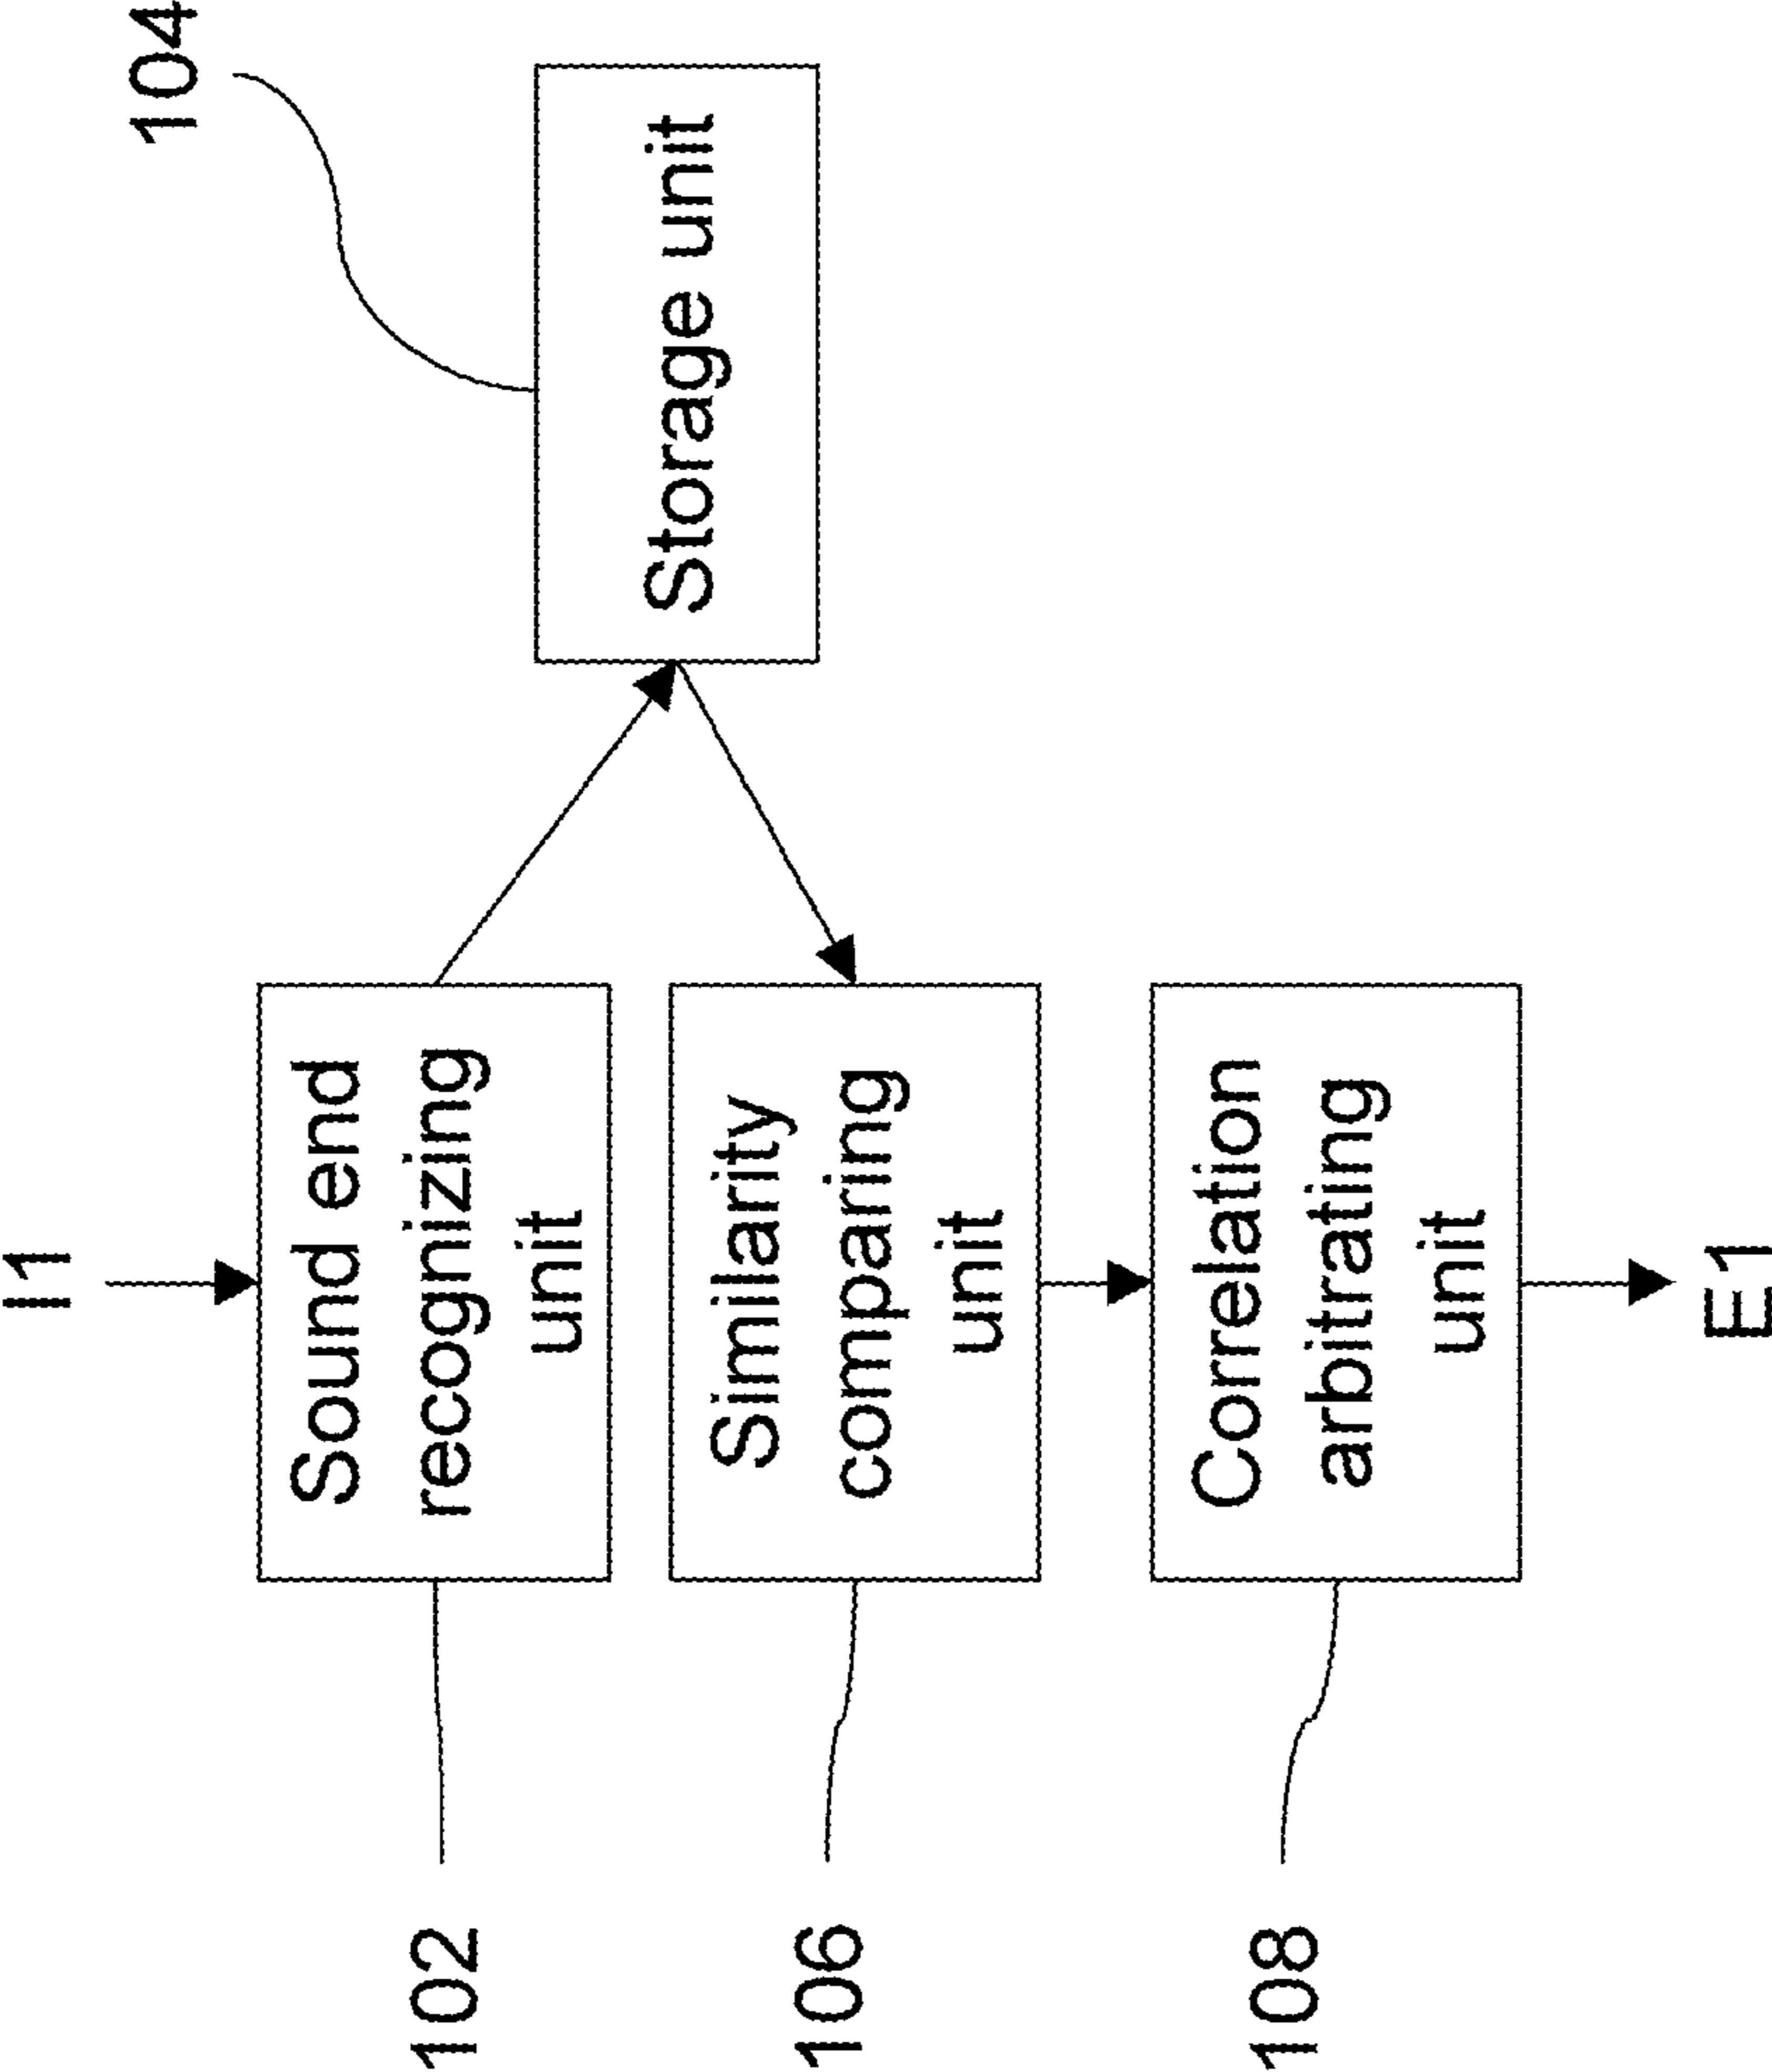 104
Storage unit
I1
Sound end
recognizing
unit
Similarity
comparing
unit
Correlation
arbitrating
unit
E1
102
106
108